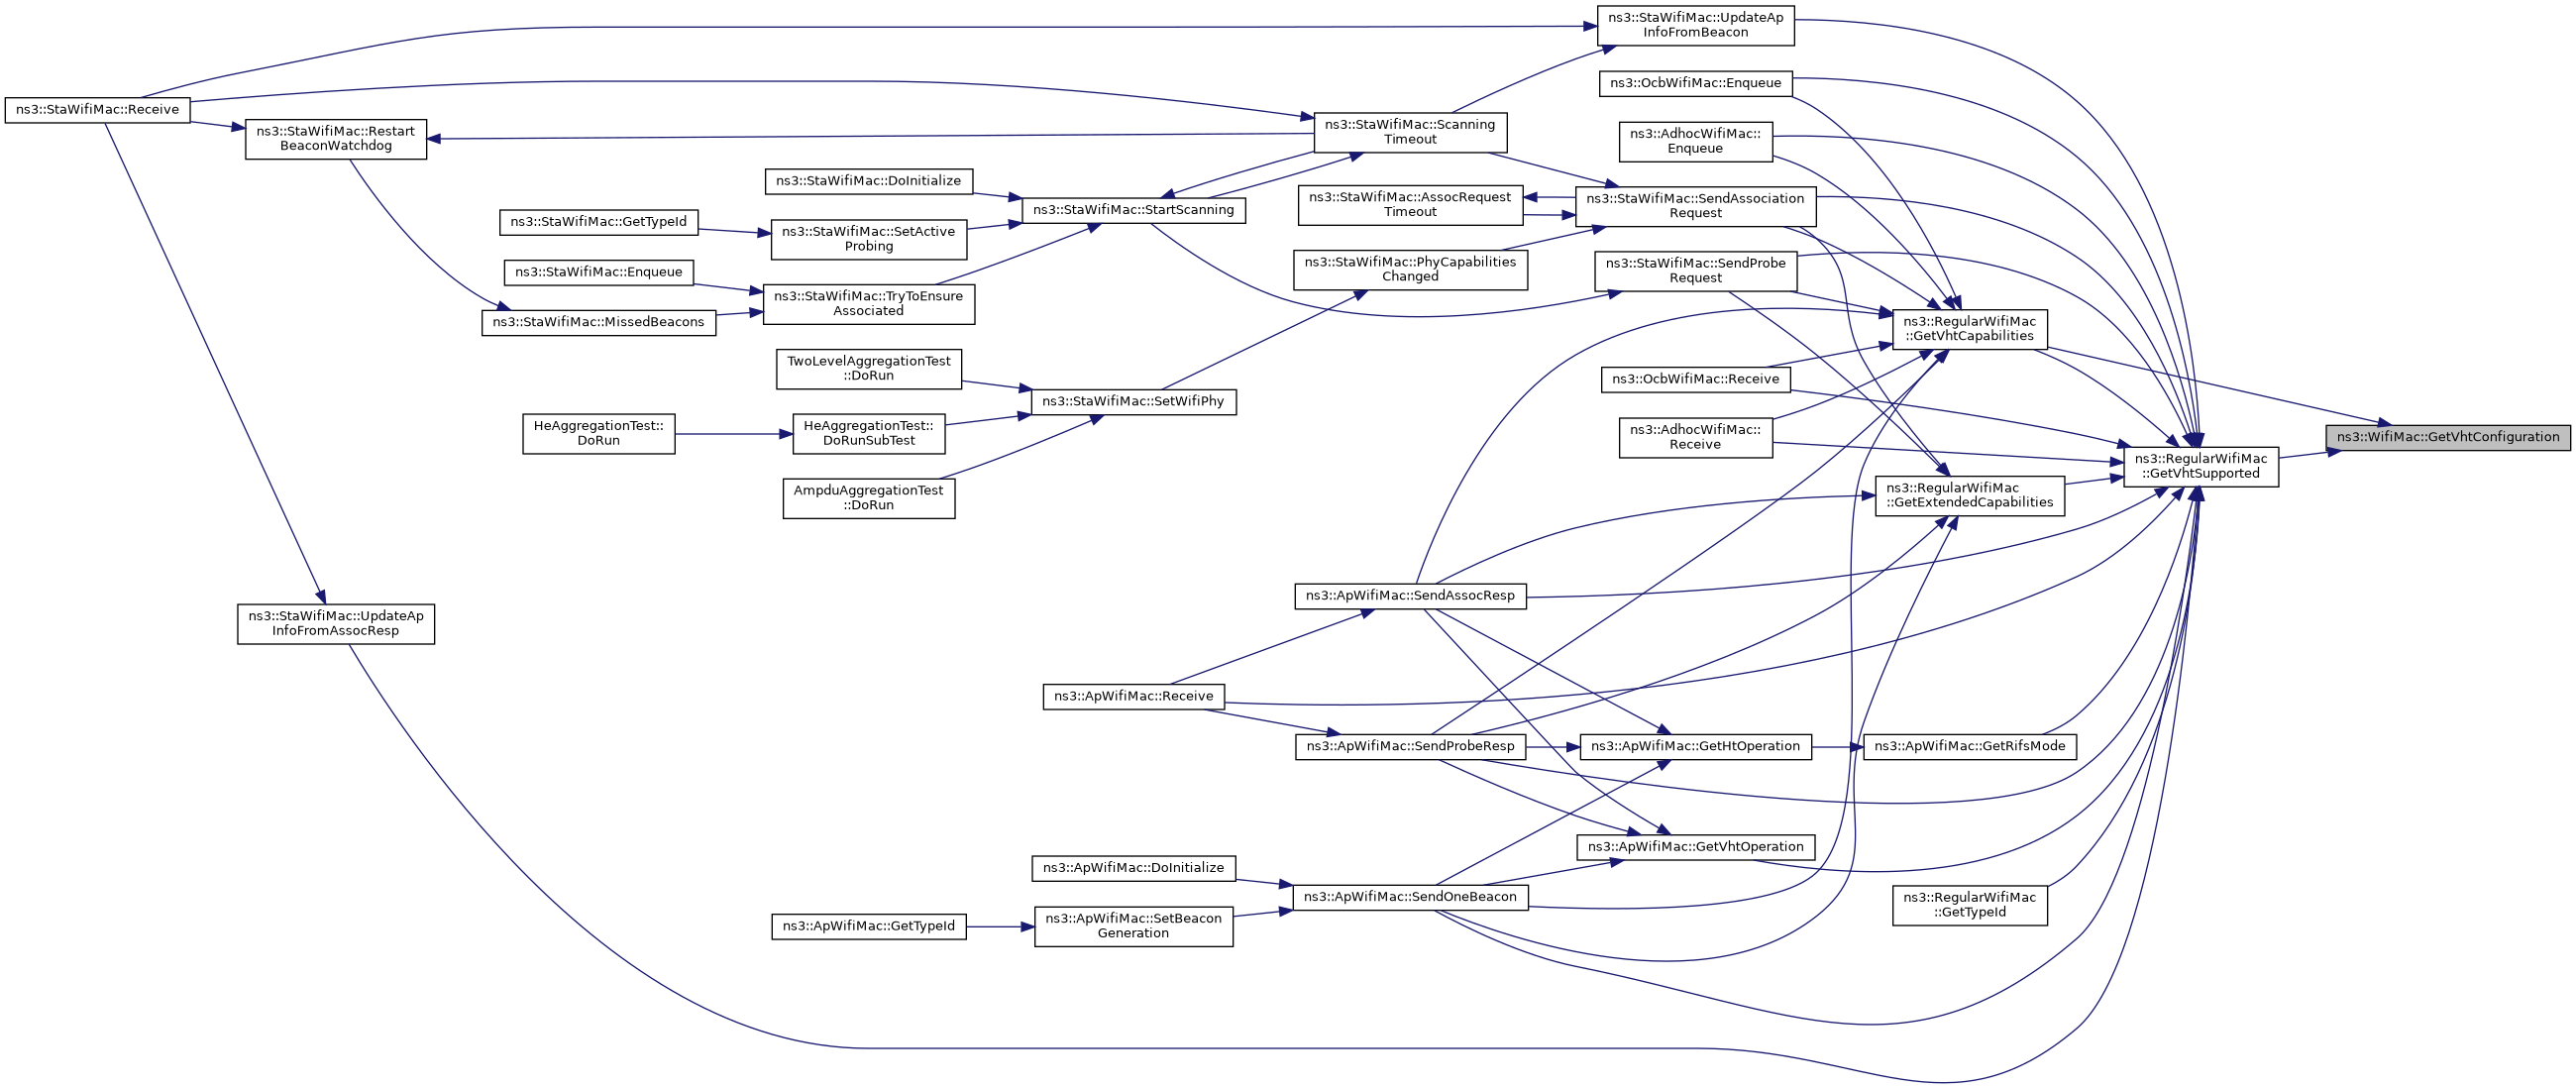 ns3::StaWifiMac::UpdateAp
InfoFromBeacon
ns3::OcbWifiMac::Enqueue
ns3::StaWifiMac::Receive
ns3::StaWifiMac::Restart
BeaconWatchdog
ns3::StaWifiMac::Scanning
Timeout
ns3::AdhocWifiMac::
Enqueue
ns3::StaWifiMac::DoInitialize
ns3::StaWifiMac::AssocRequest
Timeout
ns3::StaWifiMac::SendAssociation
Request
ns3::StaWifiMac::StartScanning
ns3::StaWifiMac::GetTypeId
ns3::StaWifiMac::SetActive
Probing
ns3::StaWifiMac::PhyCapabilities
Changed
ns3::StaWifiMac::SendProbe
Request
ns3::StaWifiMac::Enqueue
ns3::StaWifiMac::TryToEnsure
Associated
ns3::StaWifiMac::MissedBeacons
ns3::RegularWifiMac
::GetVhtCapabilities
TwoLevelAggregationTest
::DoRun
ns3::OcbWifiMac::Receive
ns3::StaWifiMac::SetWifiPhy
HeAggregationTest::
DoRun
HeAggregationTest::
DoRunSubTest
ns3::AdhocWifiMac::
Receive
ns3::WifiMac::GetVhtConfiguration
ns3::RegularWifiMac
::GetVhtSupported
AmpduAggregationTest
::DoRun
ns3::RegularWifiMac
::GetExtendedCapabilities
ns3::ApWifiMac::SendAssocResp
ns3::StaWifiMac::UpdateAp
InfoFromAssocResp
ns3::ApWifiMac::Receive
ns3::ApWifiMac::SendProbeResp
ns3::ApWifiMac::GetHtOperation
ns3::ApWifiMac::GetRifsMode
ns3::ApWifiMac::GetVhtOperation
ns3::ApWifiMac::DoInitialize
ns3::ApWifiMac::SendOneBeacon
ns3::RegularWifiMac
::GetTypeId
ns3::ApWifiMac::GetTypeId
ns3::ApWifiMac::SetBeacon
Generation